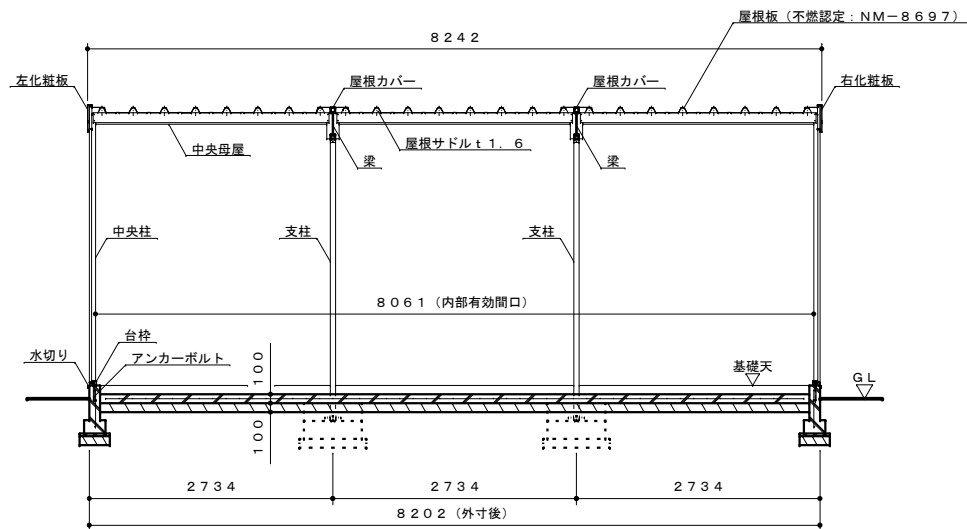 屋根板（不燃認定：NM－8697）
8242
左化粧板
屋根カバー
屋根カバー
右化粧板
中央母屋
屋根サドルｔ1．6
梁
梁
中央柱
支柱
支柱
8061（内部有効間口）
台枠
水切り
アンカーボルト
100
基礎天
GL
100
2734
2734
2734
8202（外寸後）